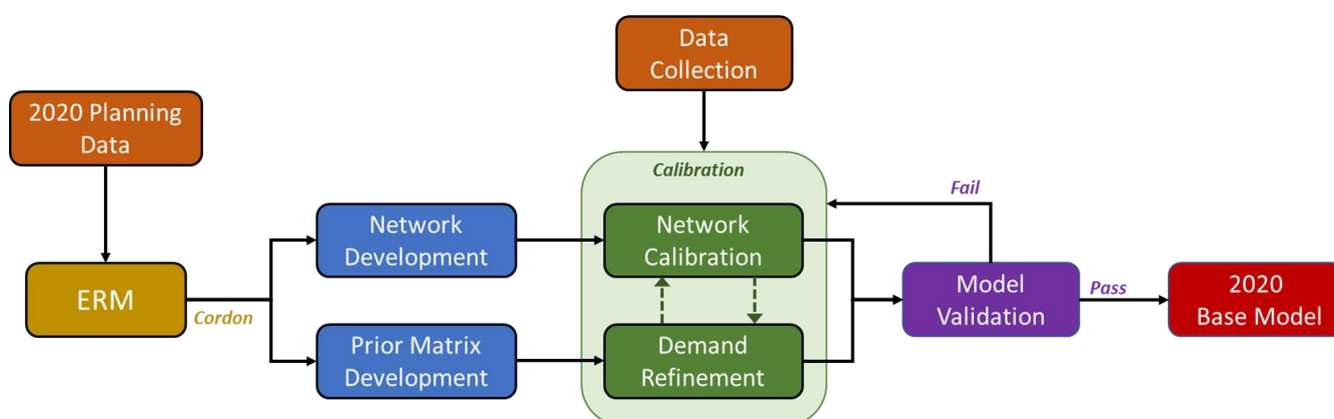 Data
Collection
2020 Planning
Data
Calibration
Fail
Network
Development
Network
Calibration
ERM
Cordon
Model
Validation
Pass
2020
Base Model
Prior Matrix
Development
Demand
Refinement